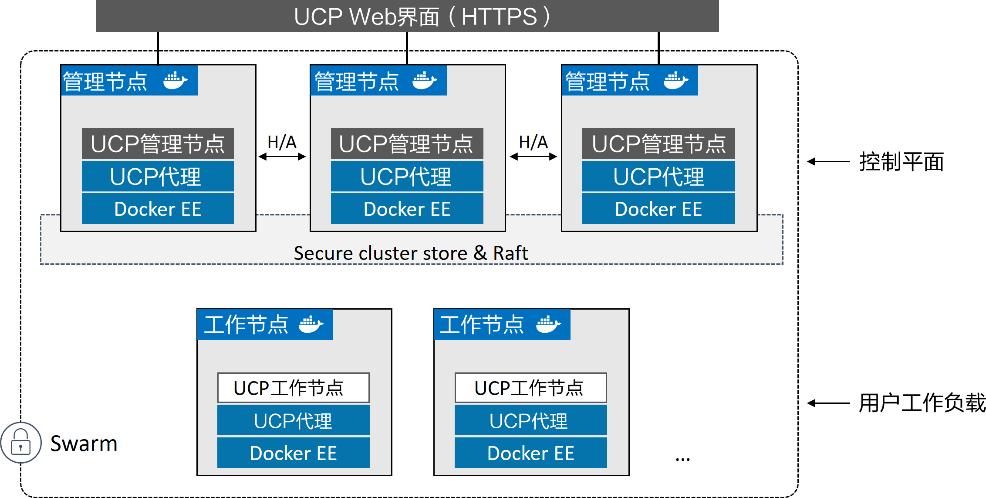 UCP Web界面（HTTPS）
管理节点
管理节点
管理节点
UCP管理节点
H/A
UCP管理节点
H/A
UCP管理节点
UCP代理
UCP代理
UCP代理
Docker EE
Docker EE
Docker EE
控制平面
Secure cluster store & Raft
工作节点
工作节点
UCP工作节点
UCP工作节点
UCP代理
UCP代理
Docker EE
Docker EE
...
用户工作负载
Swarm